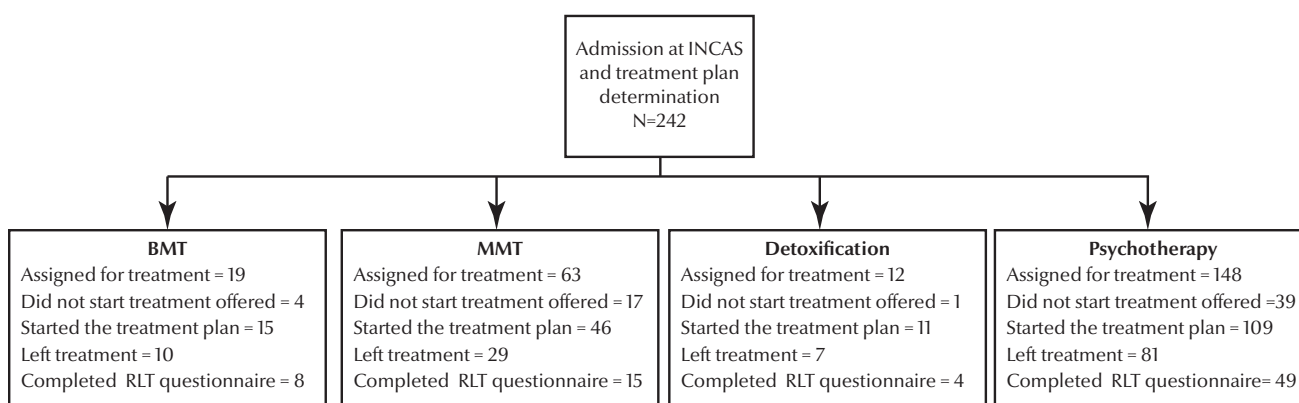 Admission at INCAS
and treatment plan
determination
N=242
BMT
Assigned for treatment = 19
Did not start treatment offered = 4
Started the treatment plan = 15
Left treatment = 10
Completed RLT questionnaire = 8
MMT
Assigned for treatment = 63
Did not start treatment offered = 17
Started the treatment plan = 46
Left treatment = 29
Completed RLT questionnaire = 15
Detoxification
Assigned for treatment = 12
Did not start treatment offered = 1
Started the treatment plan = 11
Left treatment = 7
Completed RLT questionnaire = 4
Psychotherapy
Assigned for treatment = 148
Did not start treatment offered =39
Started the treatment plan = 109
Left treatment = 81
Completed RLT questionnaire= 49